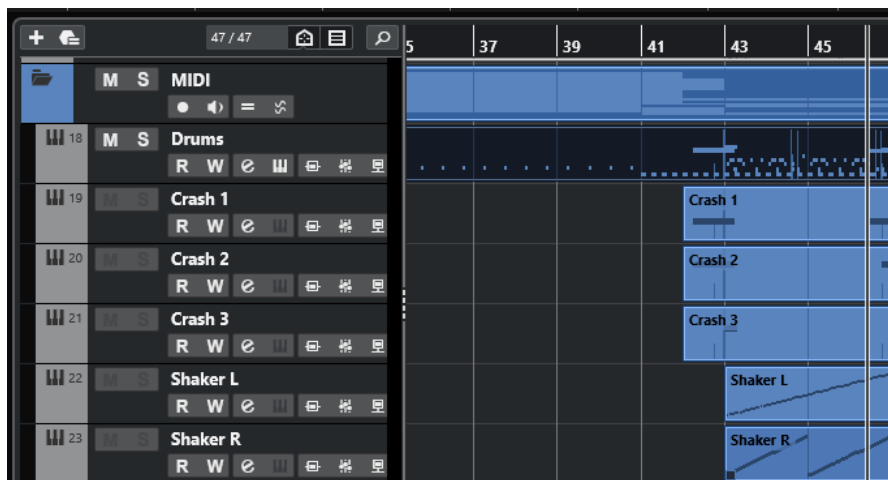 47 / 47
5 37 39 41 43 45
M S MIDI
18 M S Drums
R W e
19 M S Crash 1
R W e
20 M S Crash 2
R W e
21 M S Crash 3
R W e
22 M S Shaker L
R W e
23 M S Shaker R
R W e
Crash 1
Crash 2
Crash 3
Shaker L
Shaker R